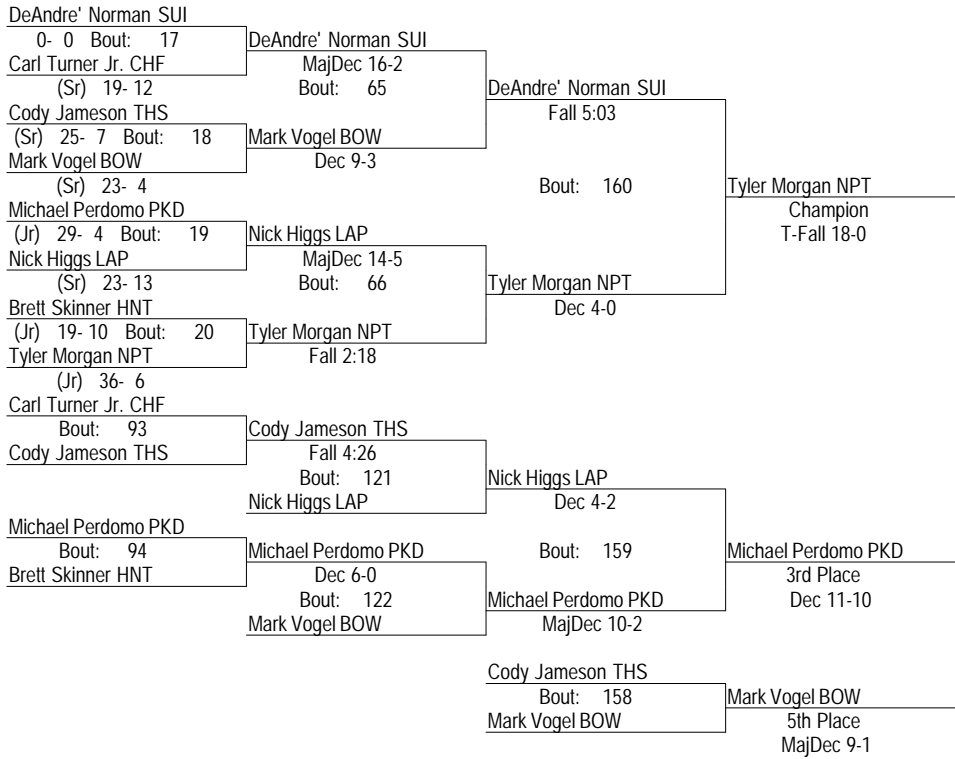 DeAndre' Norman SUI
0- 0 Bout: 17
Carl Turner Jr. CHF
(Sr) 19- 12
Cody Jameson THS
(Sr) 25- 7 Bout: 18
Mark Vogel BOW
(Sr) 23- 4
Michael Perdomo PKD
(Jr) 29- 4 Bout: 19
Nick Higgs LAP
(Sr) 23- 13
Brett Skinner HNT
(Jr) 19- 10 Bout: 20
Tyler Morgan NPT
(Jr) 36- 6
DeAndre' Norman SUI
MajDec 16-2
Bout: 65
Mark Vogel BOW
Dec 9-3
Nick Higgs LAP
MajDec 14-5
Bout: 66
Tyler Morgan NPT
Fall 2:18
DeAndre' Norman SUI
Fall 5:03
Bout: 160
Tyler Morgan NPT
Dec 4-0
Tyler Morgan NPT
Champion
T-Fall 18-0
Carl Turner Jr. CHF
Bout: 93
Cody Jameson THS
Michael Perdomo PKD
Bout: 94
Brett Skinner HNT
Cody Jameson THS
Fall 4:26
Bout: 121
Nick Higgs LAP
Michael Perdomo PKD
Dec 6-0
Bout: 122
Mark Vogel BOW
Nick Higgs LAP
Dec 4-2
Bout: 159
Michael Perdomo PKD
MajDec 10-2
Michael Perdomo PKD
3rd Place
Dec 11-10
Cody Jameson THS
Bout: 158
Mark Vogel BOW
Mark Vogel BOW
5th Place
MajDec 9-1